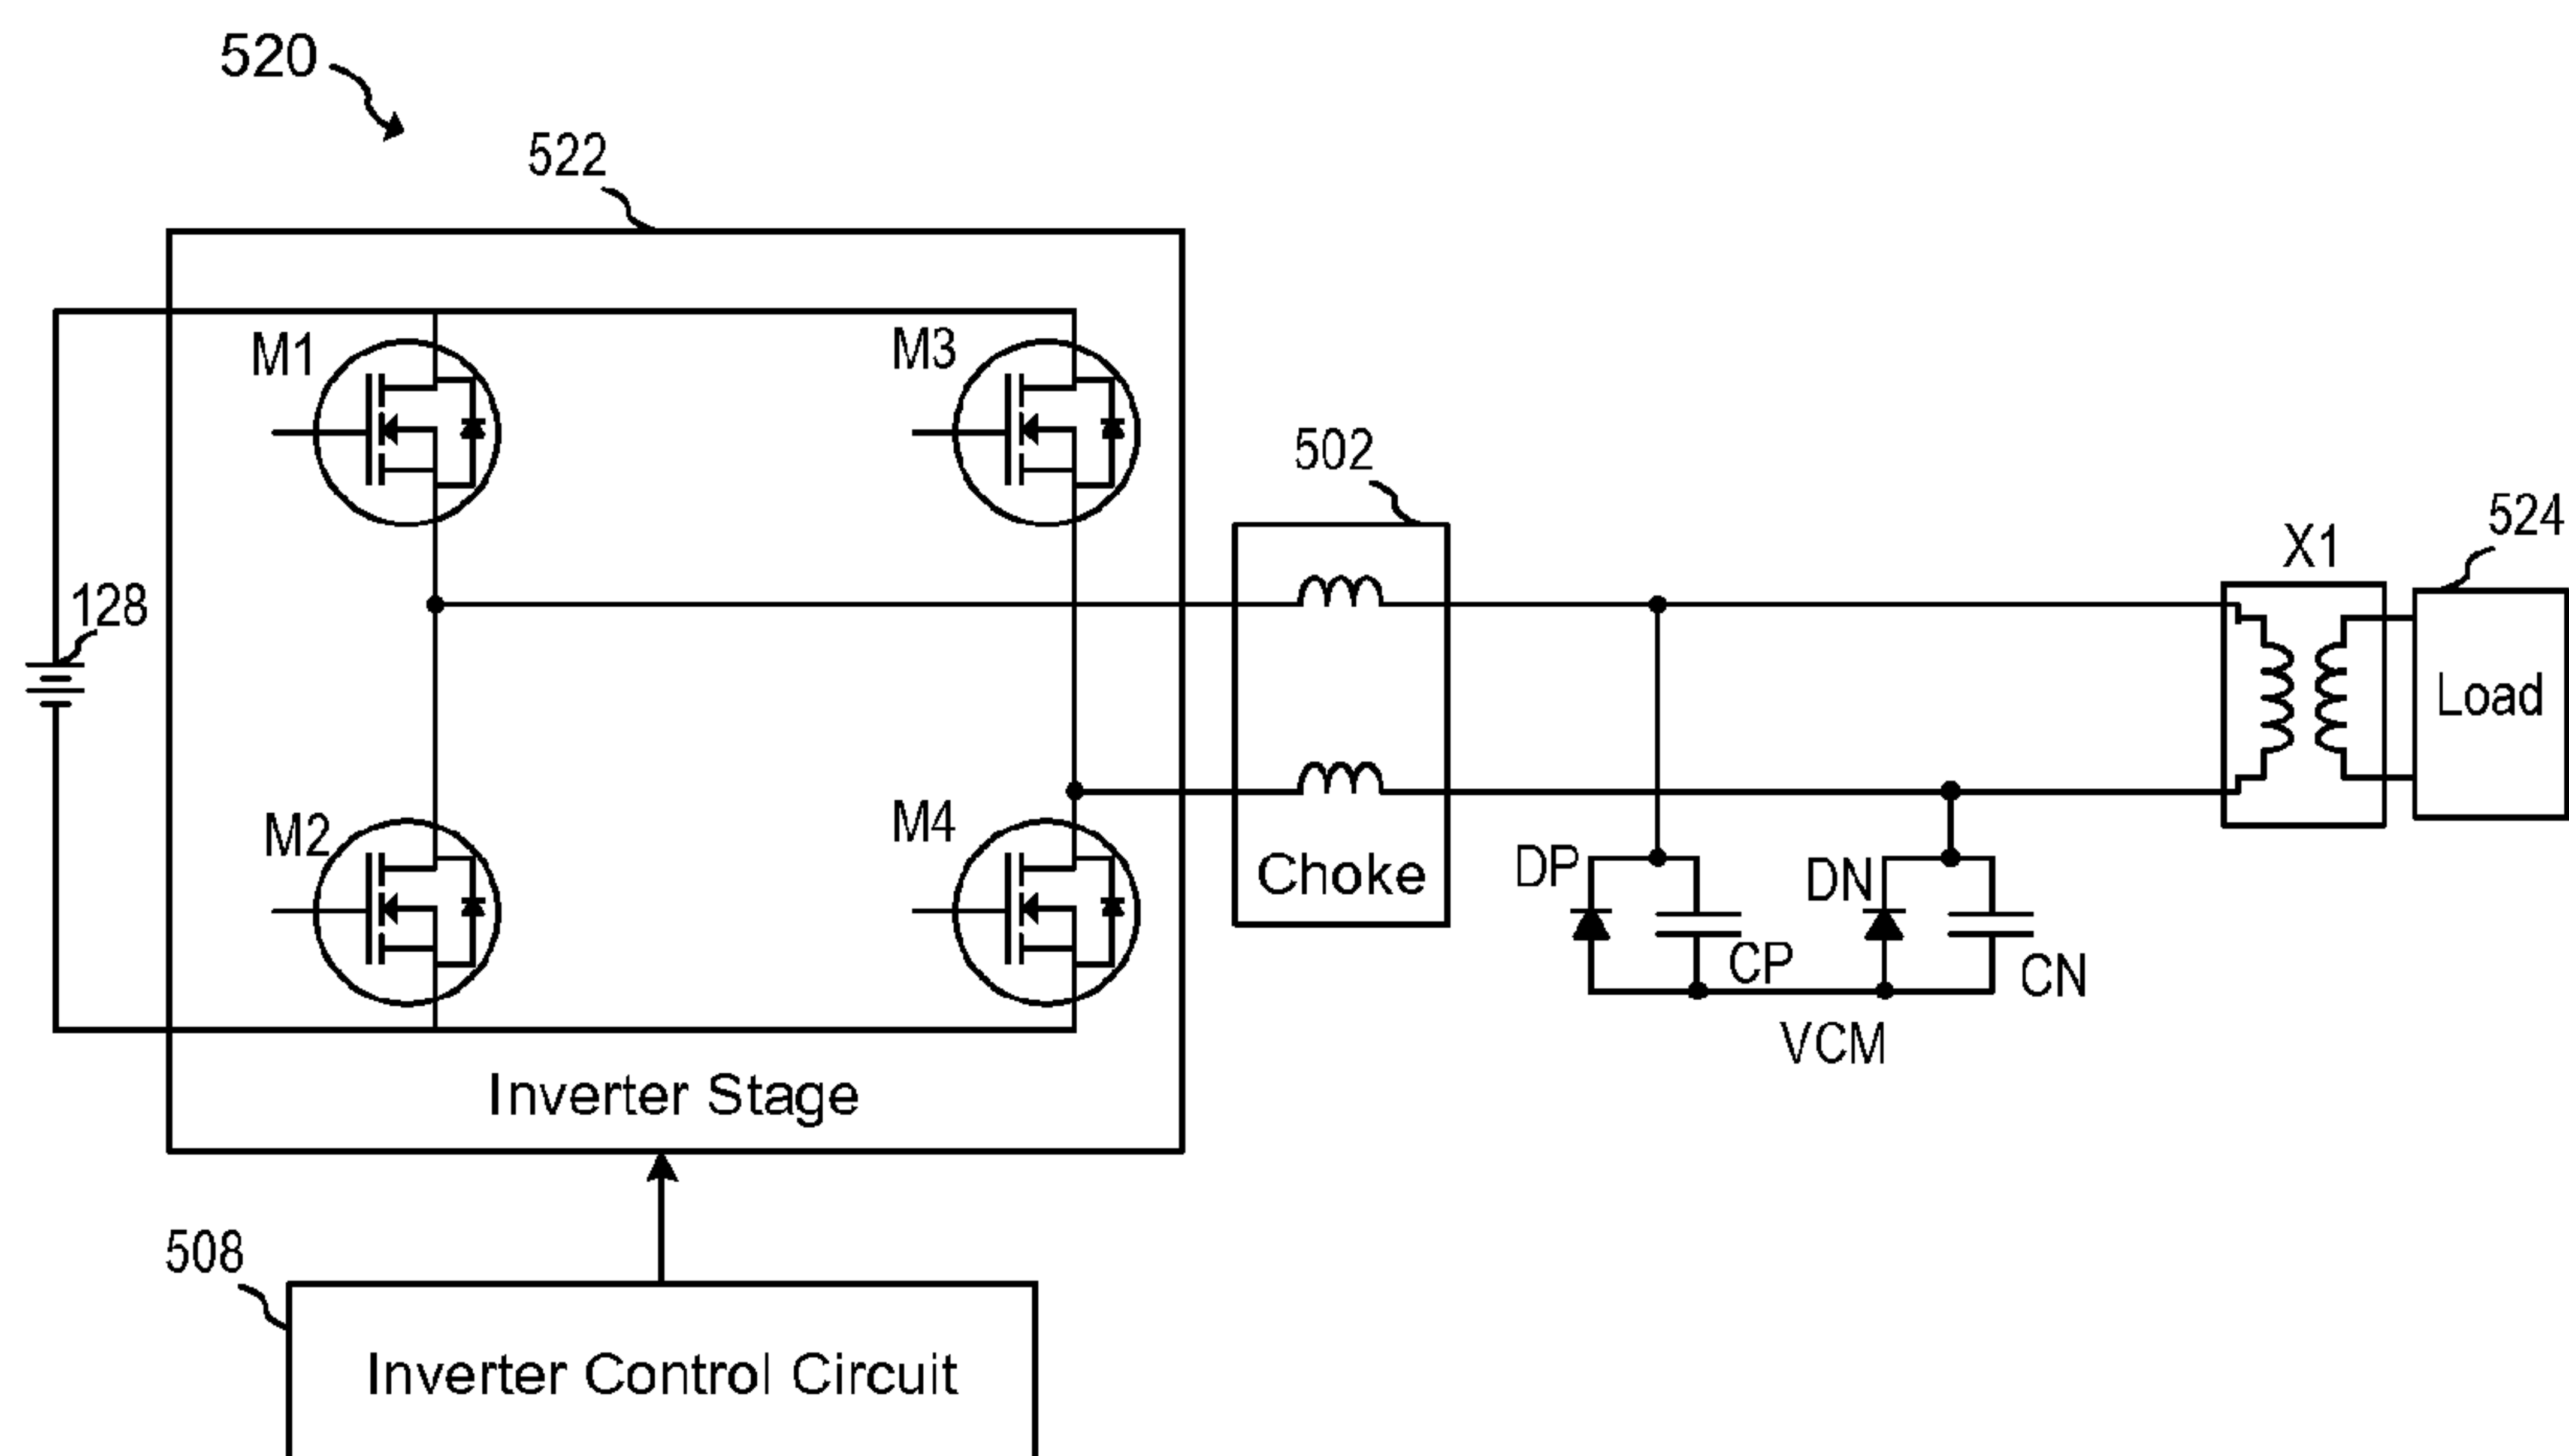 520
522
M1
M3
502
524
X1
128
Load
M2
M4
Choke
DP
DN
CP
CN
VCM
Inverter Stage
508
Inverter Control Circuit